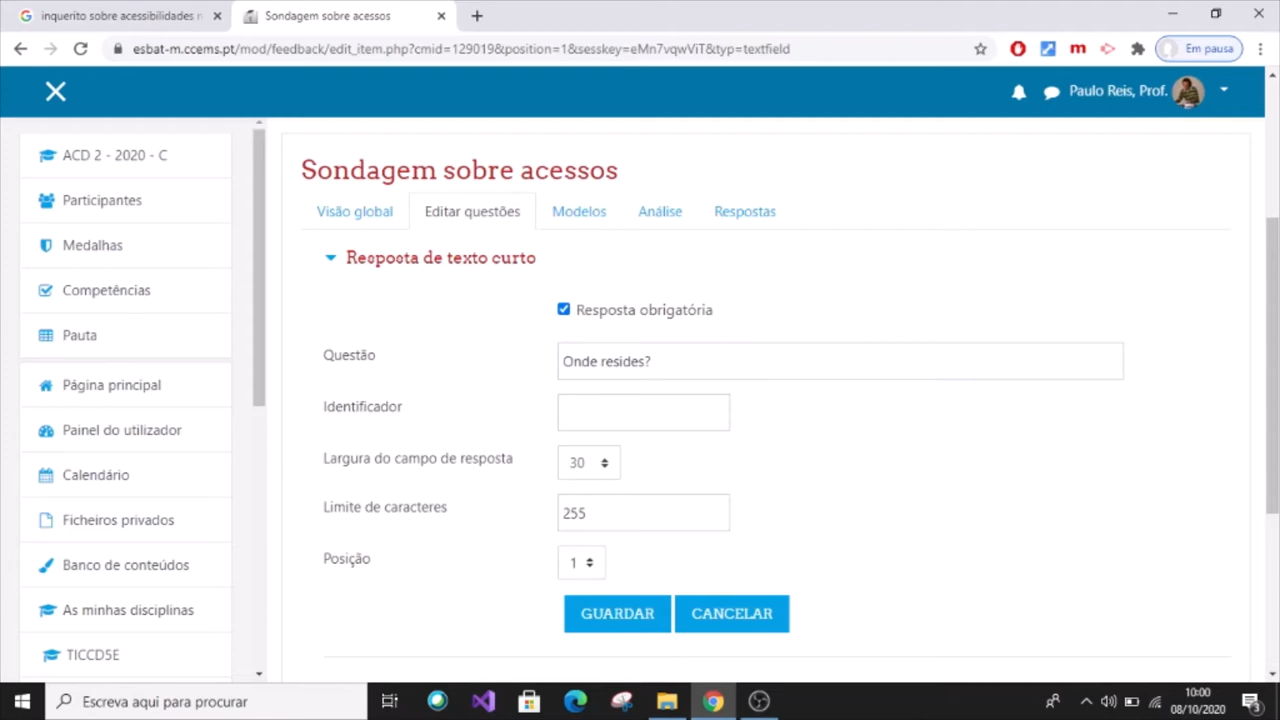 inquerito sobre acessibilidades n
Sondagem sobre acessos
esbat-m.ccems.pt/mod/feedback/edit_item.php?cmid=129019&position=1&sesskey=eMn7vqwViT&typ=textfield
m
Em pausa
Paulo Reis, Prof.
ACD 2 - 2020 - C
Participantes
Medalhas
Competências
Pauta
Página principal
Painel do utilizador
Calendário
Ficheiros privados
Banco de conteúdos
As minhas disciplinas
TICCD5E
Sondagem sobre acessos
Visão global
Editar questões
Modelos
Análise
Respostas
Resposta de texto curto
Resposta obrigatória
Questão
Onde resides?
Identificador
Largura do campo de resposta
30
Limite de caracteres
255
Posição
1
GUARDAR
CANCELAR
Escreva aqui para procurar
10:00
08/10/2020
3